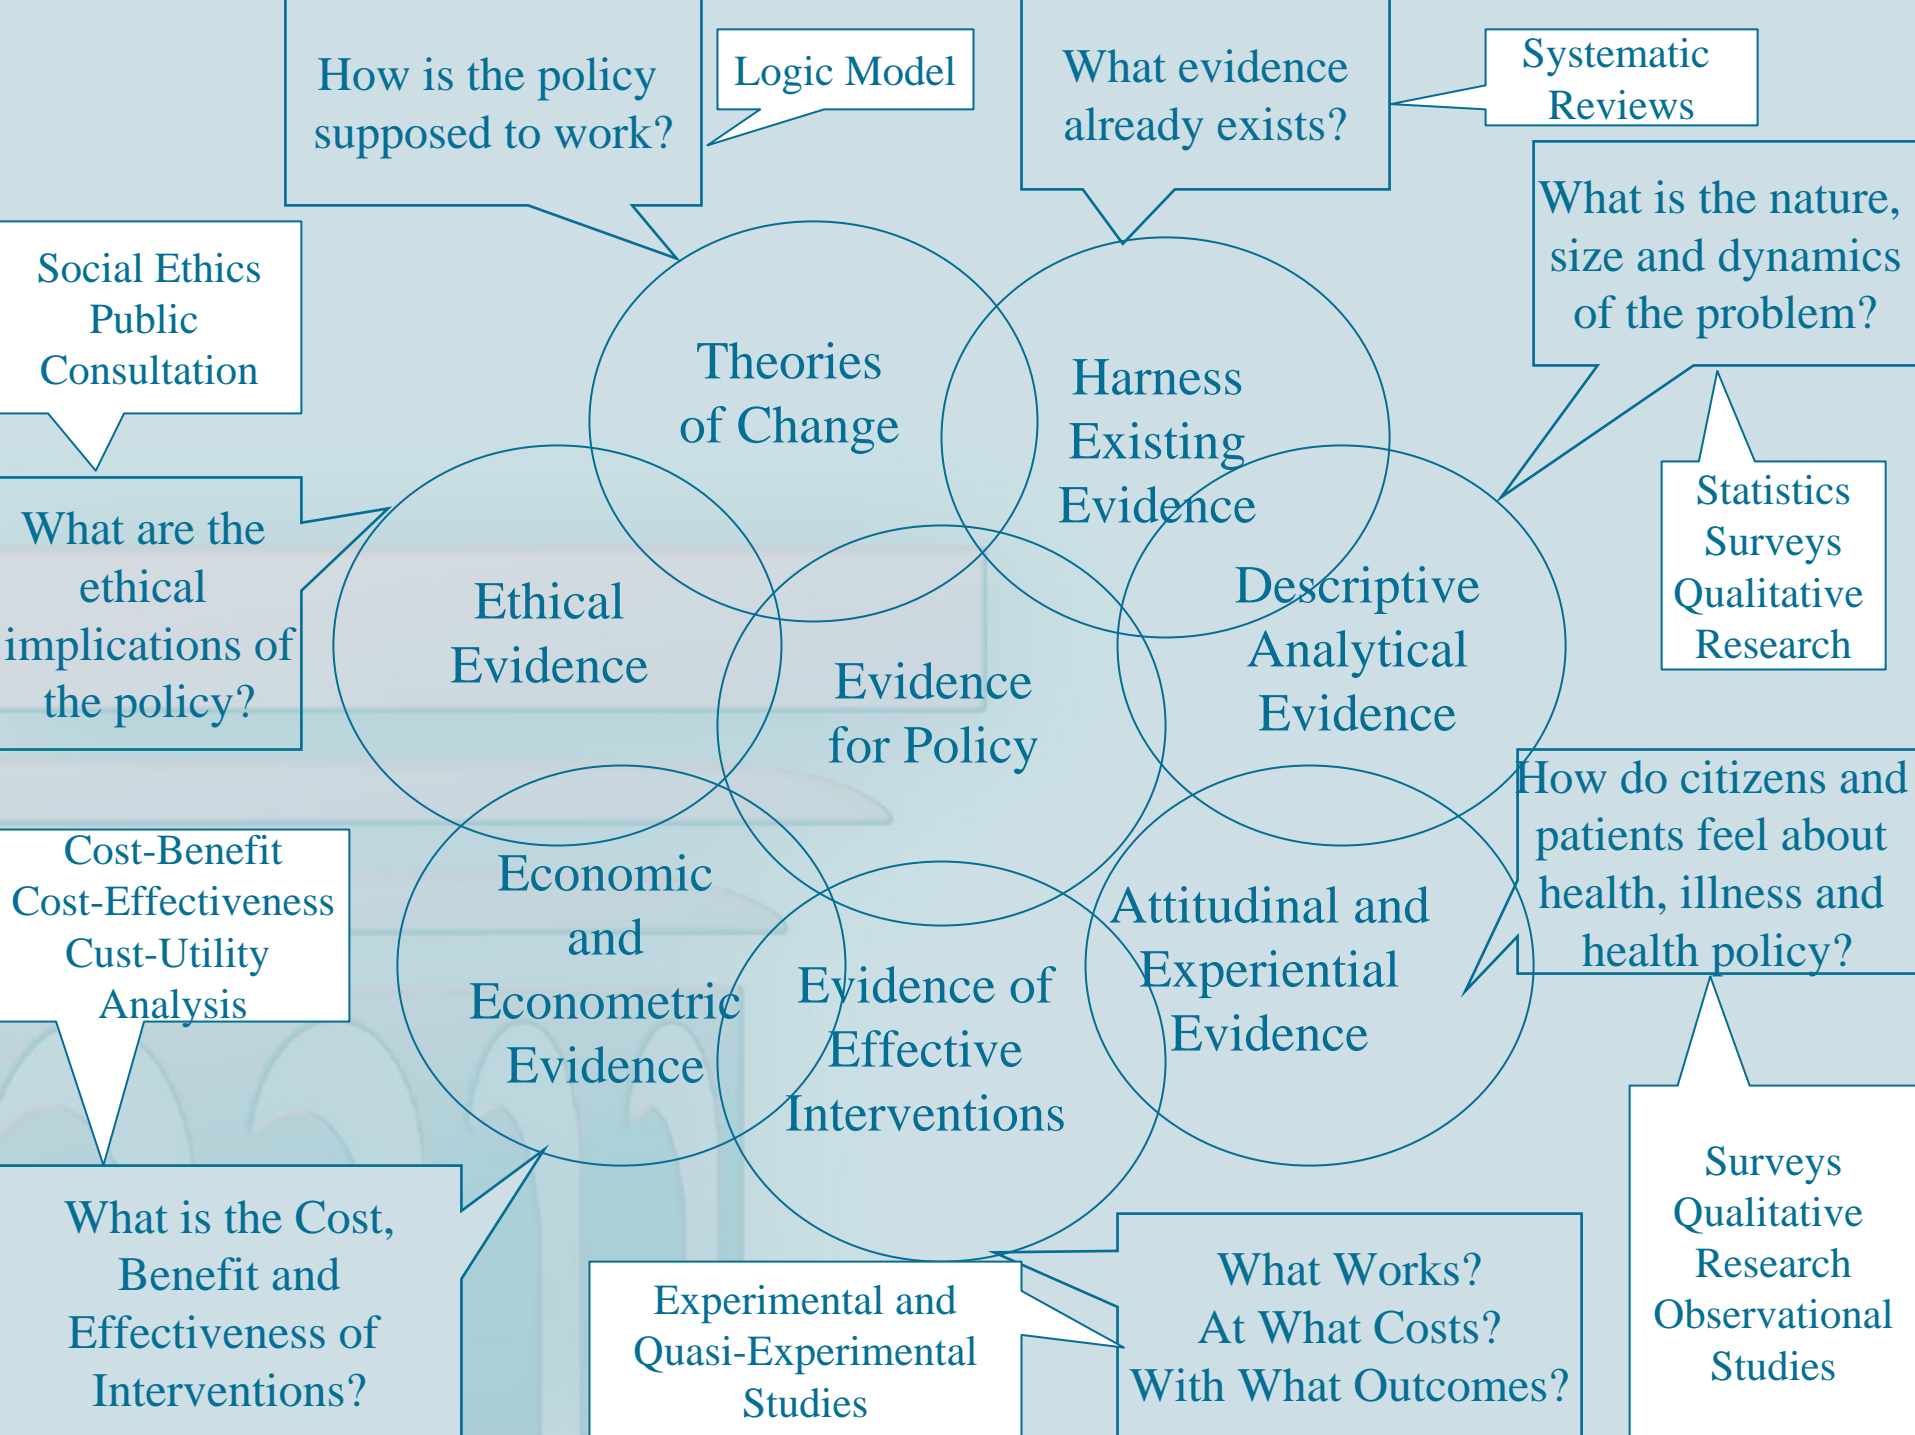 How is the policy
supposed to work?
Logic Model
What evidence
already exists?
Systematic
Reviews
What is the nature,
size and dynamics
of the problem?
Social Ethics
Public
Consultation
Theories
of Change
Harness
Existing
Evidence
Statistics
Surveys
Qualitative
Research
What are the
ethical
implications of
the policy?
Ethical
Evidence
Evidence
for Policy
Descriptive
Analytical
Evidence
How do citizens and
patients feel about
health, illness and
health policy?
Cost-Benefit
Cost-Effectiveness
Cust-Utility
Analysis
Economic
and
Econometric
Evidence
Evidence of
Effective
Interventions
Attitudinal and
Experiential
Evidence
What is the Cost,
Benefit and
Effectiveness of
Interventions?
Experimental and
Quasi-Experimental
Studies
What Works?
At What Costs?
With What Outcomes?
Surveys
Qualitative
Research
Observational
Studies